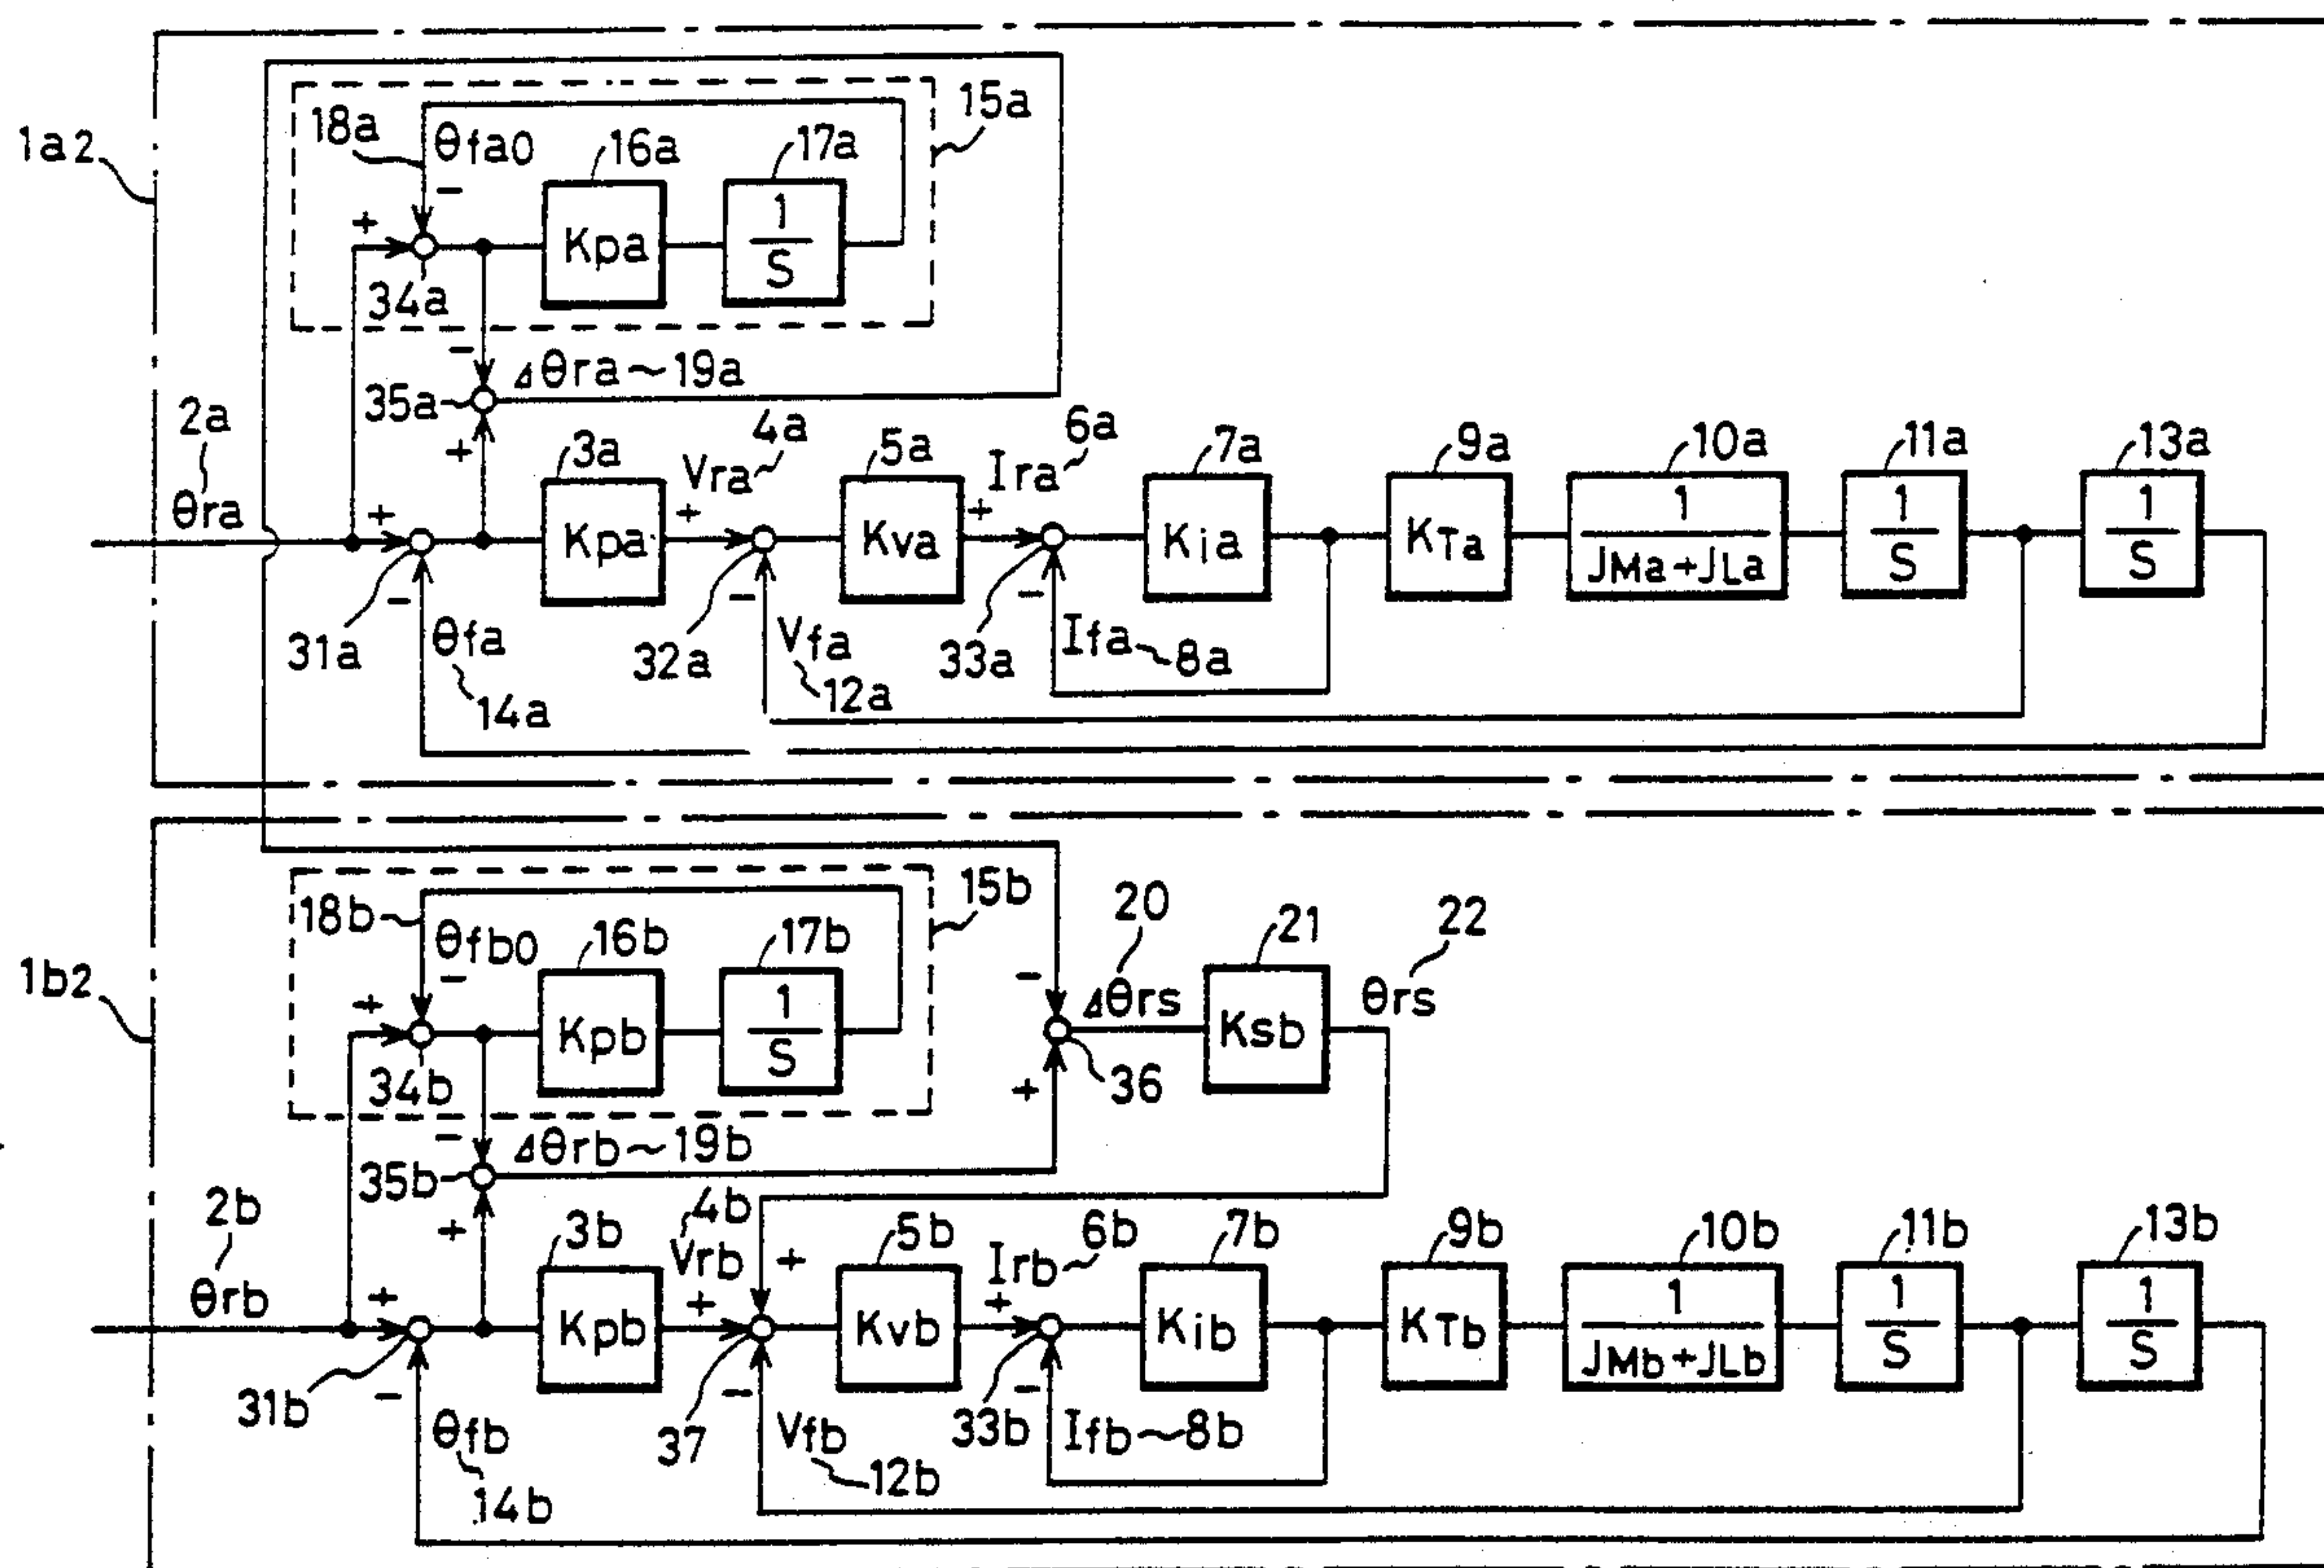 15a
18a
θfa0
16a
17a
1a2
−
+
Kpa
1
S
34a
−
Δθra~19a
35a
2a
4a
6a
+
3a
Vra
5a
Ira
7a
9a
10a
11a
13a
θra
+
Kpa
+
Kva
+
Kia
KTa
1
JMa+JLa
1
S
1
S
−
−
−
31a
θfa
32a
Vfa
33a
Ifa~8a
14a
12a
15b
18b
θfb0
16b
17b
20
21
22
1b2
−
+
Kpb
1
S
−
Δθrs
Ksb
θrs
34b
+
36
−
Δθrb~19b
35b
2b
4b
+
3b
Vrb
+
5b
Irb
6b
7b
9b
10b
11b
13b
θrb
+
Kpb
+
Kvb
+
Kib
KTb
1
JMb+JLb
1
S
1
S
−
−
−
31b
θfb
37
Vfb
33b
Ifb~8b
14b
12b